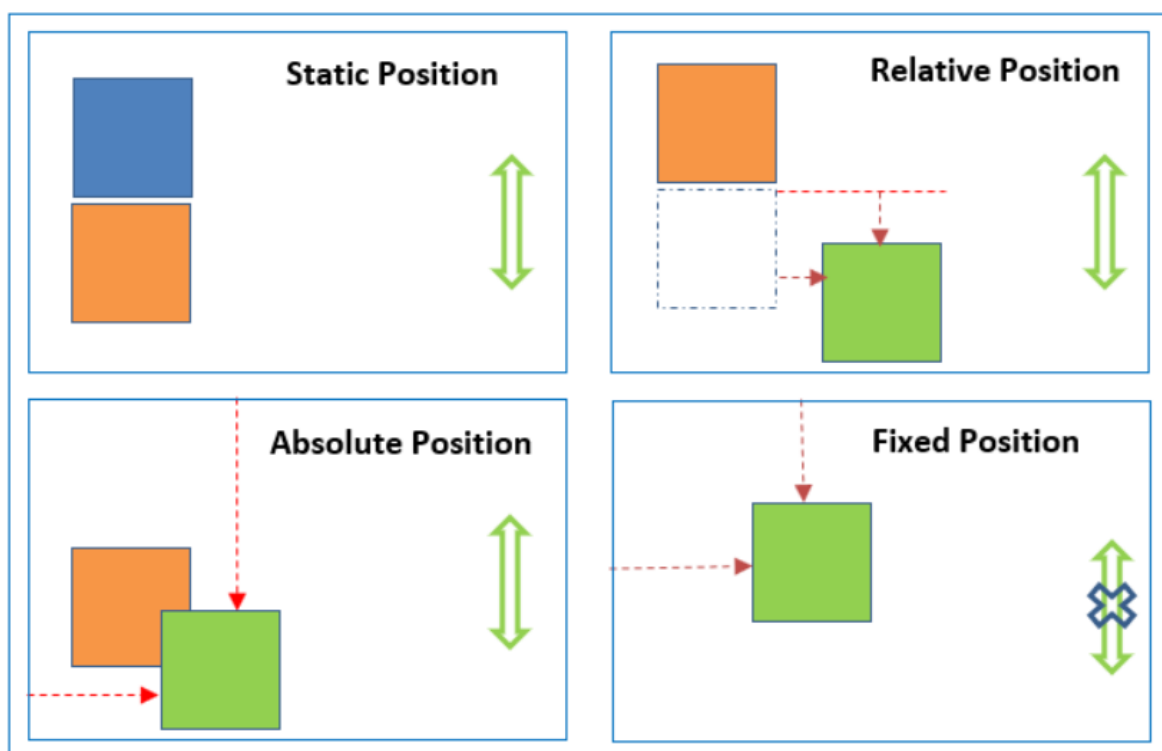 Static Position
Relative Position
Absolute Position
Fixed Position